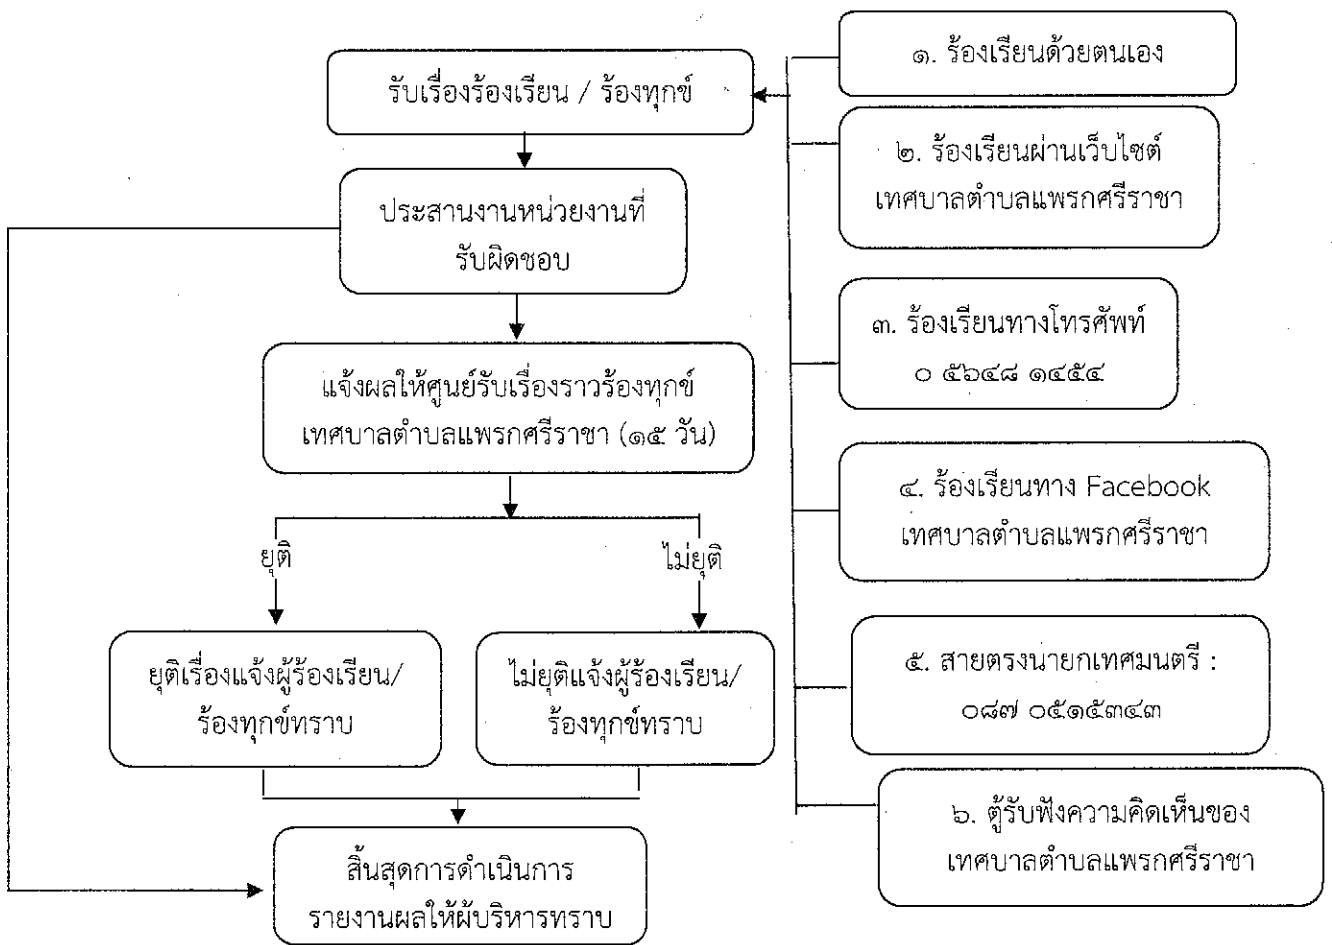 รับเรื่องร้องเรียน / ร้องทุกข์
ประสานงานหน่วยงานที่
รับผิดชอบ
แจ้งผลให้ศูนย์รับเรื่องราวร้องทุกข์
เทศบาลตำบลแพรกศรีราชา (๑๕ วัน)
ยุติ
ไม่ยุติ
ยุติเรื่องแจ้งผู้ร้องเรียน/
ร้องทุกข์ทราบ
ไม่ยุติแจ้งผู้ร้องเรียน/
ร้องทุกข์ทราบ
สิ้นสุดการดำเนินการ
รายงานผลให้ผู้บริหารทราบ
๑. ร้องเรียนด้วยตนเอง
๒. ร้องเรียนผ่านเว็บไซต์
เทศบาลตำบลแพรกศรีราชา
๓. ร้องเรียนทางโทรศัพท์
๐ ๕๖๔๘ ๑๔๕๔
๔. ร้องเรียนทาง Facebook
เทศบาลตำบลแพรกศรีราชา
๕. สายตรงนายกเทศมนตรี :
๐๘๗ ๐๕๑๕๓๔๓
๖. ตู้รับฟังความคิดเห็นของ
เทศบาลตำบลแพรกศรีราชา